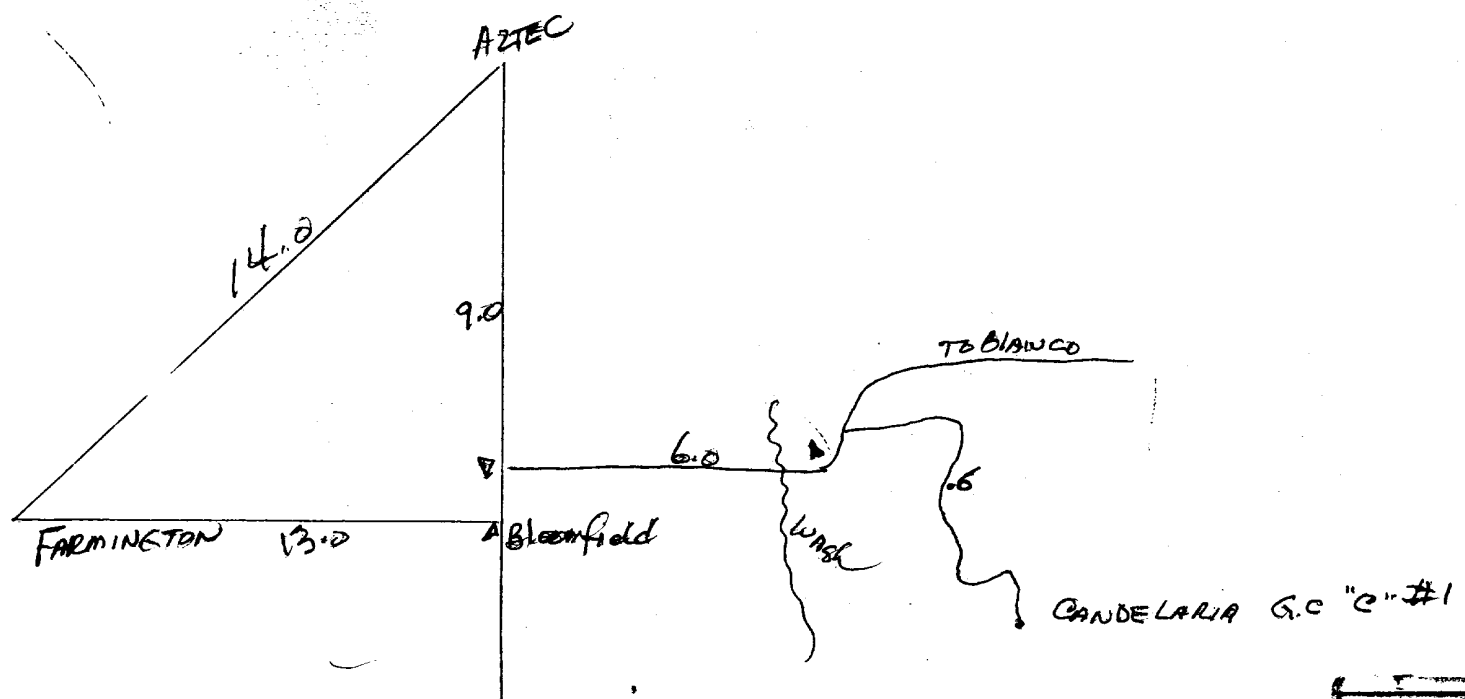 AZTEC
14.0
9.0
TO BLANCO
6.0
.6
FARMINGTON 13.0
Bloomfield
Wash
CANDELARIA G.C "C" #1